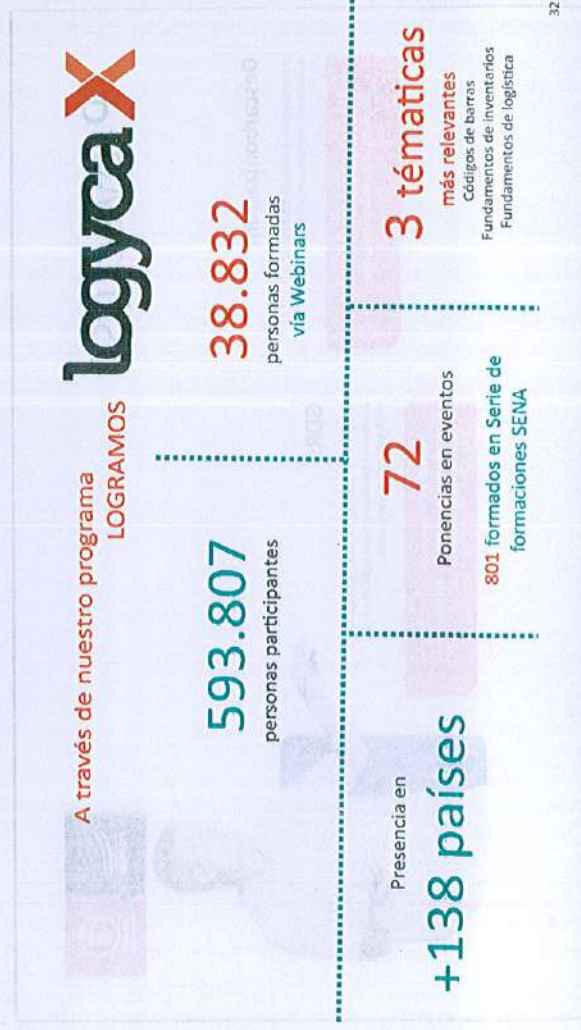 A través de nuestro programa
LOGRAMOS
logyca X
593.807
personas participantes
38.832
personas formadas
vía Webinars
Presencia en
+138 países
72
Ponencias en eventos
801 formados en Serie de
formaciones SENA
3 tématicas
más relevantes
Códigos de barras
Fundamentos de inventarios
Fundamentos de logística
32